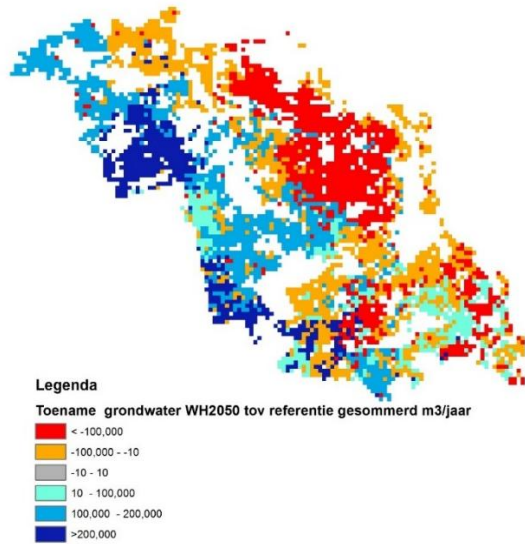 Legenda
Toename grondwater WH2050 tov referentie gesommerd m3/jaar
< -100,000
-100,000 - -10
-10 - 10
10 - 100,000
100,000 - 200,000
>200,000